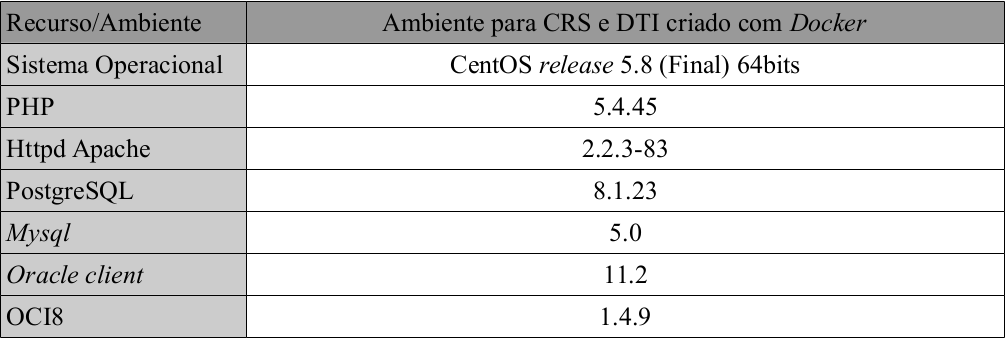 Recurso/Ambiente Ambiente para CRS e DTI criado com Docker
Sistema Operacional CentOS release 5.8 (Final) 64bits
PHP 5.4.45
Httpd Apache 2.2.3-83
PostgreSQL 8.1.23
Mysql 5.0
Oracle client 11.2
OCI8 1.4.9